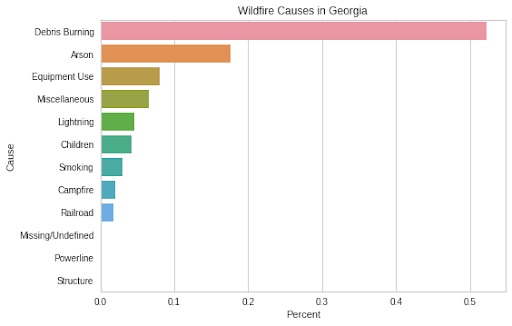 Wildfire Causes in Georgia
Debris Burning
Arson
Equipment Use
Miscellaneous
Lightning
Children
Smoking
Campfire
Railroad
Missing/Undefined
Powerline
Structure
Cause
0.0 0.1 0.2 0.3 0.4 0.5
Percent